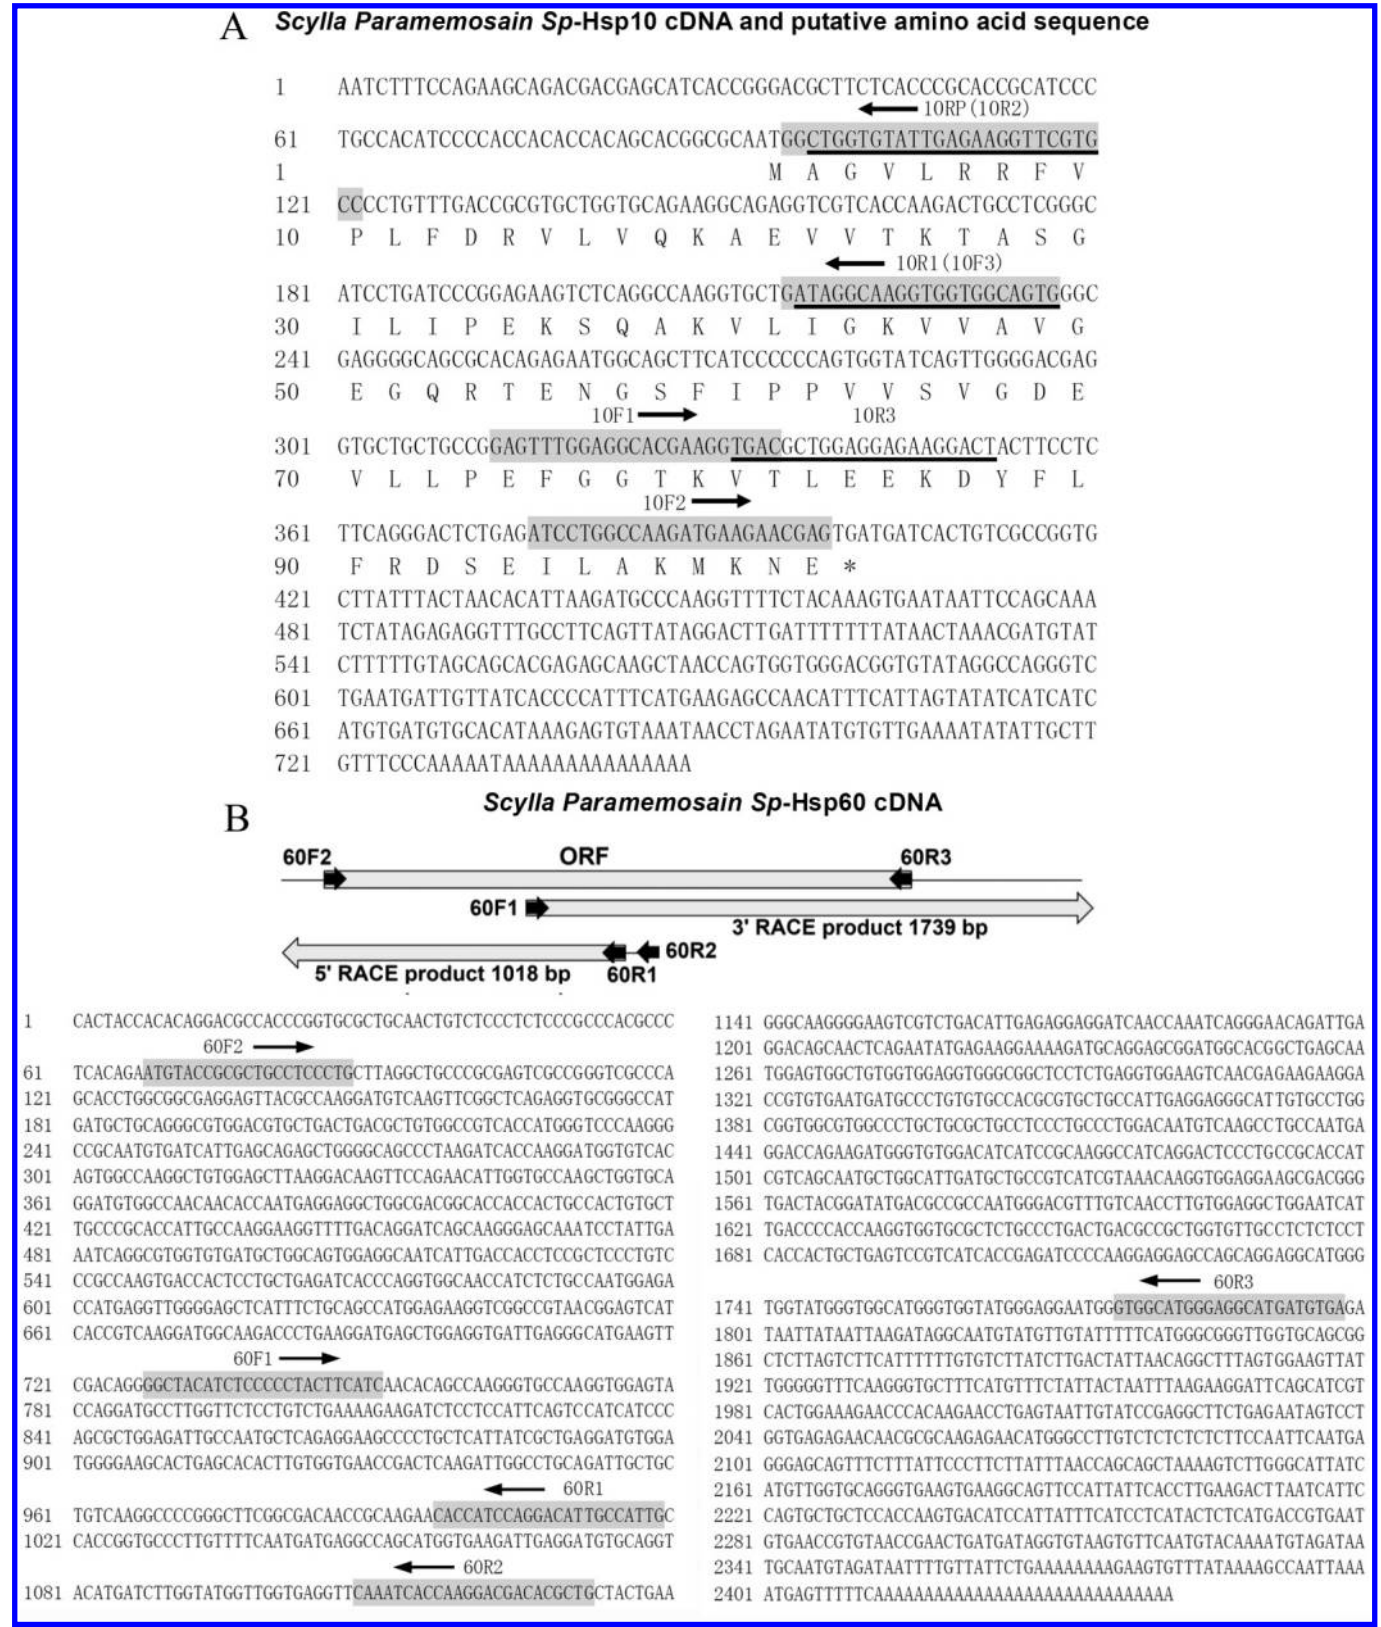 A
Scylla Paramemosain Sp-Hsp10 cDNA and putative amino acid sequence
1 AATCTTTCCAGAAGCAGACGACGAGCATCACCGGGACGCTTCTCACCCGCACCGCATCCC
10RP(10R2)
61 TGCCACATCCCCACCACACCACAGCACGGCGCAATGGCTGGTGTATTGAGAAGGTTCGTG
1 M A G V L R R F V
121 CCCCTGTTTGACCGCGTGCTGGTGCAGAAGGCAGAGGTCGTCACCAAGACTGCCTCGGGC
10 P L F D R V L V Q K A E V V T K T A S G
10R1(10F3)
181 ATCCTGATCCCGGAGAAGTCTCAGGCCAAGGTGCTGATAGGCAAGGTGGTGGCAGTGGGC
30 I L I P E K S Q A K V L I G K V V A V G
241 GAGGGGCAGCGCACAGAGAATGGCAGCTTCATCCCCCCAGTGGTATCAGTTGGGGACGAG
50 E G Q R T E N G S F I P P V V S V G D E
10F1 10R3
301 GTGCTGCTGCCGGAGTTTGGAGGCACGAAGGTGACGCTGGAGGAGAAGGACTACTTCCTC
70 V L L P E F G G T K V T L E E K D Y F L
10F2
361 TTCAGGGACTCTGAGATCCTGGCCAAGATGAAGAACGAGTGATGATCACTGTCGCCGGTG
90 F R D S E I L A K M K N E *
421 CTTATTTACTAACACATTAAGATGCCCAAGGTTTTCTACAAAGTGAATAATTCCAGCAAA
481 TCTATAGAGAGGTTTGCCTTCAGTTATAGGACTTGATTTTTTTATAACTAAACGATGTAT
541 CTTTTTGTAGCAGCACGAGAGCAAGCTAACCAGTGGTGGGACGGTGTATAGGCCAGGGTC
601 TGAATGATTGTTATCACCCCATTTCATGAAGAGCCAACATTTCATTAGTATATCATCATC
661 ATGTGATGTGCACATAAAGAGTGTAAATAACCTAGAATATGTGTTGAAAATATATTGCTT
721 GTTTCCCAAAAATAAAAAAAAAAAAAAA
B
Scylla Paramemosain Sp-Hsp60 cDNA
60F2 ORF 60R3
60F1
3' RACE product 1739 bp
60R2
5' RACE product 1018 bp 60R1
1 CACTACCACACAGGACGCCACCCGGTGCGCTGCAACTGTCTCCCTCTCCCGCCCACGCCC
60F2
61 TCACAGAATGTACCGCGCTGCCTCCCTGCTTAGGCTGCCCGCGAGTCGCCGGGTCGCCCA
121 GCACCTGGCGGCGAGGAGTTACGCCAAGGATGTCAAGTTCGGCTCAGAGGTGCGGGCCAT
181 GATGCTGCAGGGCGTGGACGTGCTGACTGACGCTGTGGCCGTCACCATGGGTCCCAAGGG
241 CCGCAATGTGATCATTGAGCAGAGCTGGGGCAGCCCTAAGATCACCAAGGATGGTGTCAC
301 AGTGGCCAAGGCTGTGGAGCTTAAGGACAAGTTCCAGAACATTGGTGCCAAGCTGGTGCA
361 GGATGTGGCCAACAACACCAATGAGGAGGCTGGCGACGGCACCACCACTGCCACTGTGCT
421 TGCCCGCACCATTGCCAAGGAAGGTTTTGACAGGATCAGCAAGGGAGCAAATCCTATTGA
481 AATCAGGCGTGGTGTGATGCTGGCAGTGGAGGCAATCATTGACCACCTCCGCTCCCTGTC
541 CCGCCAAGTGACCACTCCTGCTGAGATCACCCAGGTGGCAACCATCTCTGCCAATGGAGA
601 CCATGAGGTTGGGGAGCTCATTTCTGCAGCCATGGAGAAGGTCGGCCGTAACGGAGTCAT
661 CACCGTCAAGGATGGCAAGACCCTGAAGGATGAGCTGGAGGTGATTGAGGGCATGAAGTT
60F1
721 CGACAGGGGCTACATCTCCCCCTACTTCATCAACACAGCCAAGGGTGCCAAGGTGGAGTA
781 CCAGGATGCCTTGGTTCTCCTGTCTGAAAAGAAGATCTCCTCCATTCAGTCCATCATCCC
841 AGCGCTGGAGATTGCCAATGCTCAGAGGAAGCCCCTGCTCATTATCGCTGAGGATGTGGA
901 TGGGGAAGCACTGAGCACACTTGTGGTGAACCGACTCAAGATTGGCCTGCAGATTGCTGC
60R1
961 TGTCAAGGCCCCGGGCTTCGGCGACAACCGCAAGAACACCATCCAGGACATTGCCATTGC
1021 CACCGGTGCCCTTGTTTTCAATGATGAGGCCAGCATGGTGAAGATTGAGGATGTGCAGGT
60R2
1081 ACATGATCTTGGTATGGTTGGTGAGGTTCAAATCACCAAGGACGACACGCTGCTACTGAA
1141 GGGCAAGGGGAAGTCGTCTGACATTGAGAGGAGGATCAACCAAATCAGGGAACAGATTGA
1201 GGACAGCAACTCAGAATATGAGAAGGAAAAGATGCAGGAGCGGATGGCACGGCTGAGCAA
1261 TGGAGTGGCTGTGGTGGAGGTGGGCGGCTCCTCTGAGGTGGAAGTCAACGAGAAGAAGGA
1321 CCGTGTGAATGATGCCCTGTGTGCCACGCGTGCTGCCATTGAGGAGGGCATTGTGCCTGG
1381 CGGTGGCGTGGCCCTGCTGCGCTGCCTCCCTGCCCTGGACAATGTCAAGCCTGCCAATGA
1441 GGACCAGAAGATGGGTGTGGACATCATCCGCAAGGCCATCAGGACTCCCTGCCGCACCAT
1501 CGTCAGCAATGCTGGCATTGATGCTGCCGTCATCGTAAACAAGGTGGAGGAAGCGACGGG
1561 TGACTACGGATATGACGCCGCCAATGGGACGTTTGTCAACCTTGTGGAGGCTGGAATCAT
1621 TGACCCCACCAAGGTGGTGCGCTCTGCCCTGACTGACGCCGCTGGTGTTGCCTCTCTCCT
1681 CACCACTGCTGAGTCCGTCATCACCGAGATCCCCAAGGAGGAGCCAGCAGGAGGCATGGG
60R3
1741 TGGTATGGGTGGCATGGGTGGTATGGGAGGAATGGGTGGCATGGGAGGCATGATGTGAGA
1801 TAATTATAATTAAGATAGGCAATGTATGTTGTATTTTTCATGGGCGGGTTGGTGCAGCGG
1861 CTCTTAGTCTTCATTTTTTGTGTCTTATCTTGACTATTAACAGGCTTTAGTGGAAGTTAT
1921 TGGGGGTTTCAAGGGTGCTTTCATGTTTCTATTACTAATTTAAGAAGGATTCAGCATCGT
1981 CACTGGAAAGAACCCACAAGAACCTGAGTAATTGTATCCGAGGCTTCTGAGAATAGTCCT
2041 GGTGAGAGAACAACGCGCAAGAGAACATGGGCCTTGTCTCTCTCTCTTCCAATTCAATGA
2101 GGGAGCAGTTTCTTTATTCCCTTCTTATTTAACCAGCAGCTAAAAGTCTTGGGCATTATC
2161 ATGTTGGTGCAGGGTGAAGTGAAGGCAGTTCCATTATTCACCTTGAAGACTTAATCATTC
2221 CAGTGCTGCTCCACCAAGTGACATCCATTATTTCATCCTCATACTCTCATGACCGTGAAT
2281 GTGAACCGTGTAACCGAACTGATGATAGGTGTAAGTGTTCAATGTACAAAATGTAGATAA
2341 TGCAATGTAGATAATTTTGTTATTCTGAAAAAAAAGAAGTGTTTATAAAAGCCAATTAAA
2401 ATGAGTTTTTCAAAAAAAAAAAAAAAAAAAAAAAAAAAAAA